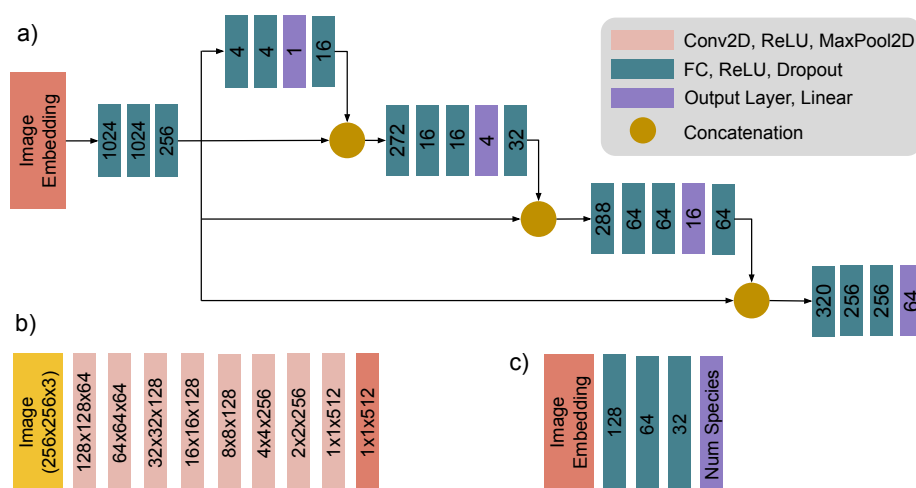 a)
Image
Embedding
1024
1024
256
4
4
1
16
272
16
16
4
32
288
64
64
16
64
320
256
256
64
Conv2D, ReLU, MaxPool2D
FC, ReLU, Dropout
Output Layer, Linear
Concatenation
b)
Image
(256x256x3)
128x128x64
64x64x64
32x32x128
16x16x128
8x8x128
4x4x256
2x2x256
1x1x512
1x1x512
c)
Image
Embedding
128
64
32
Num Species